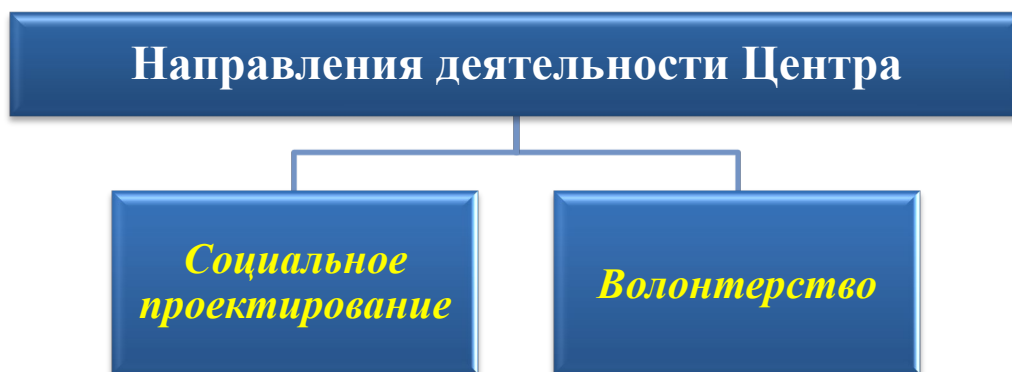 Направления деятельности Центра
Социальное
проектирование
Волонтерство